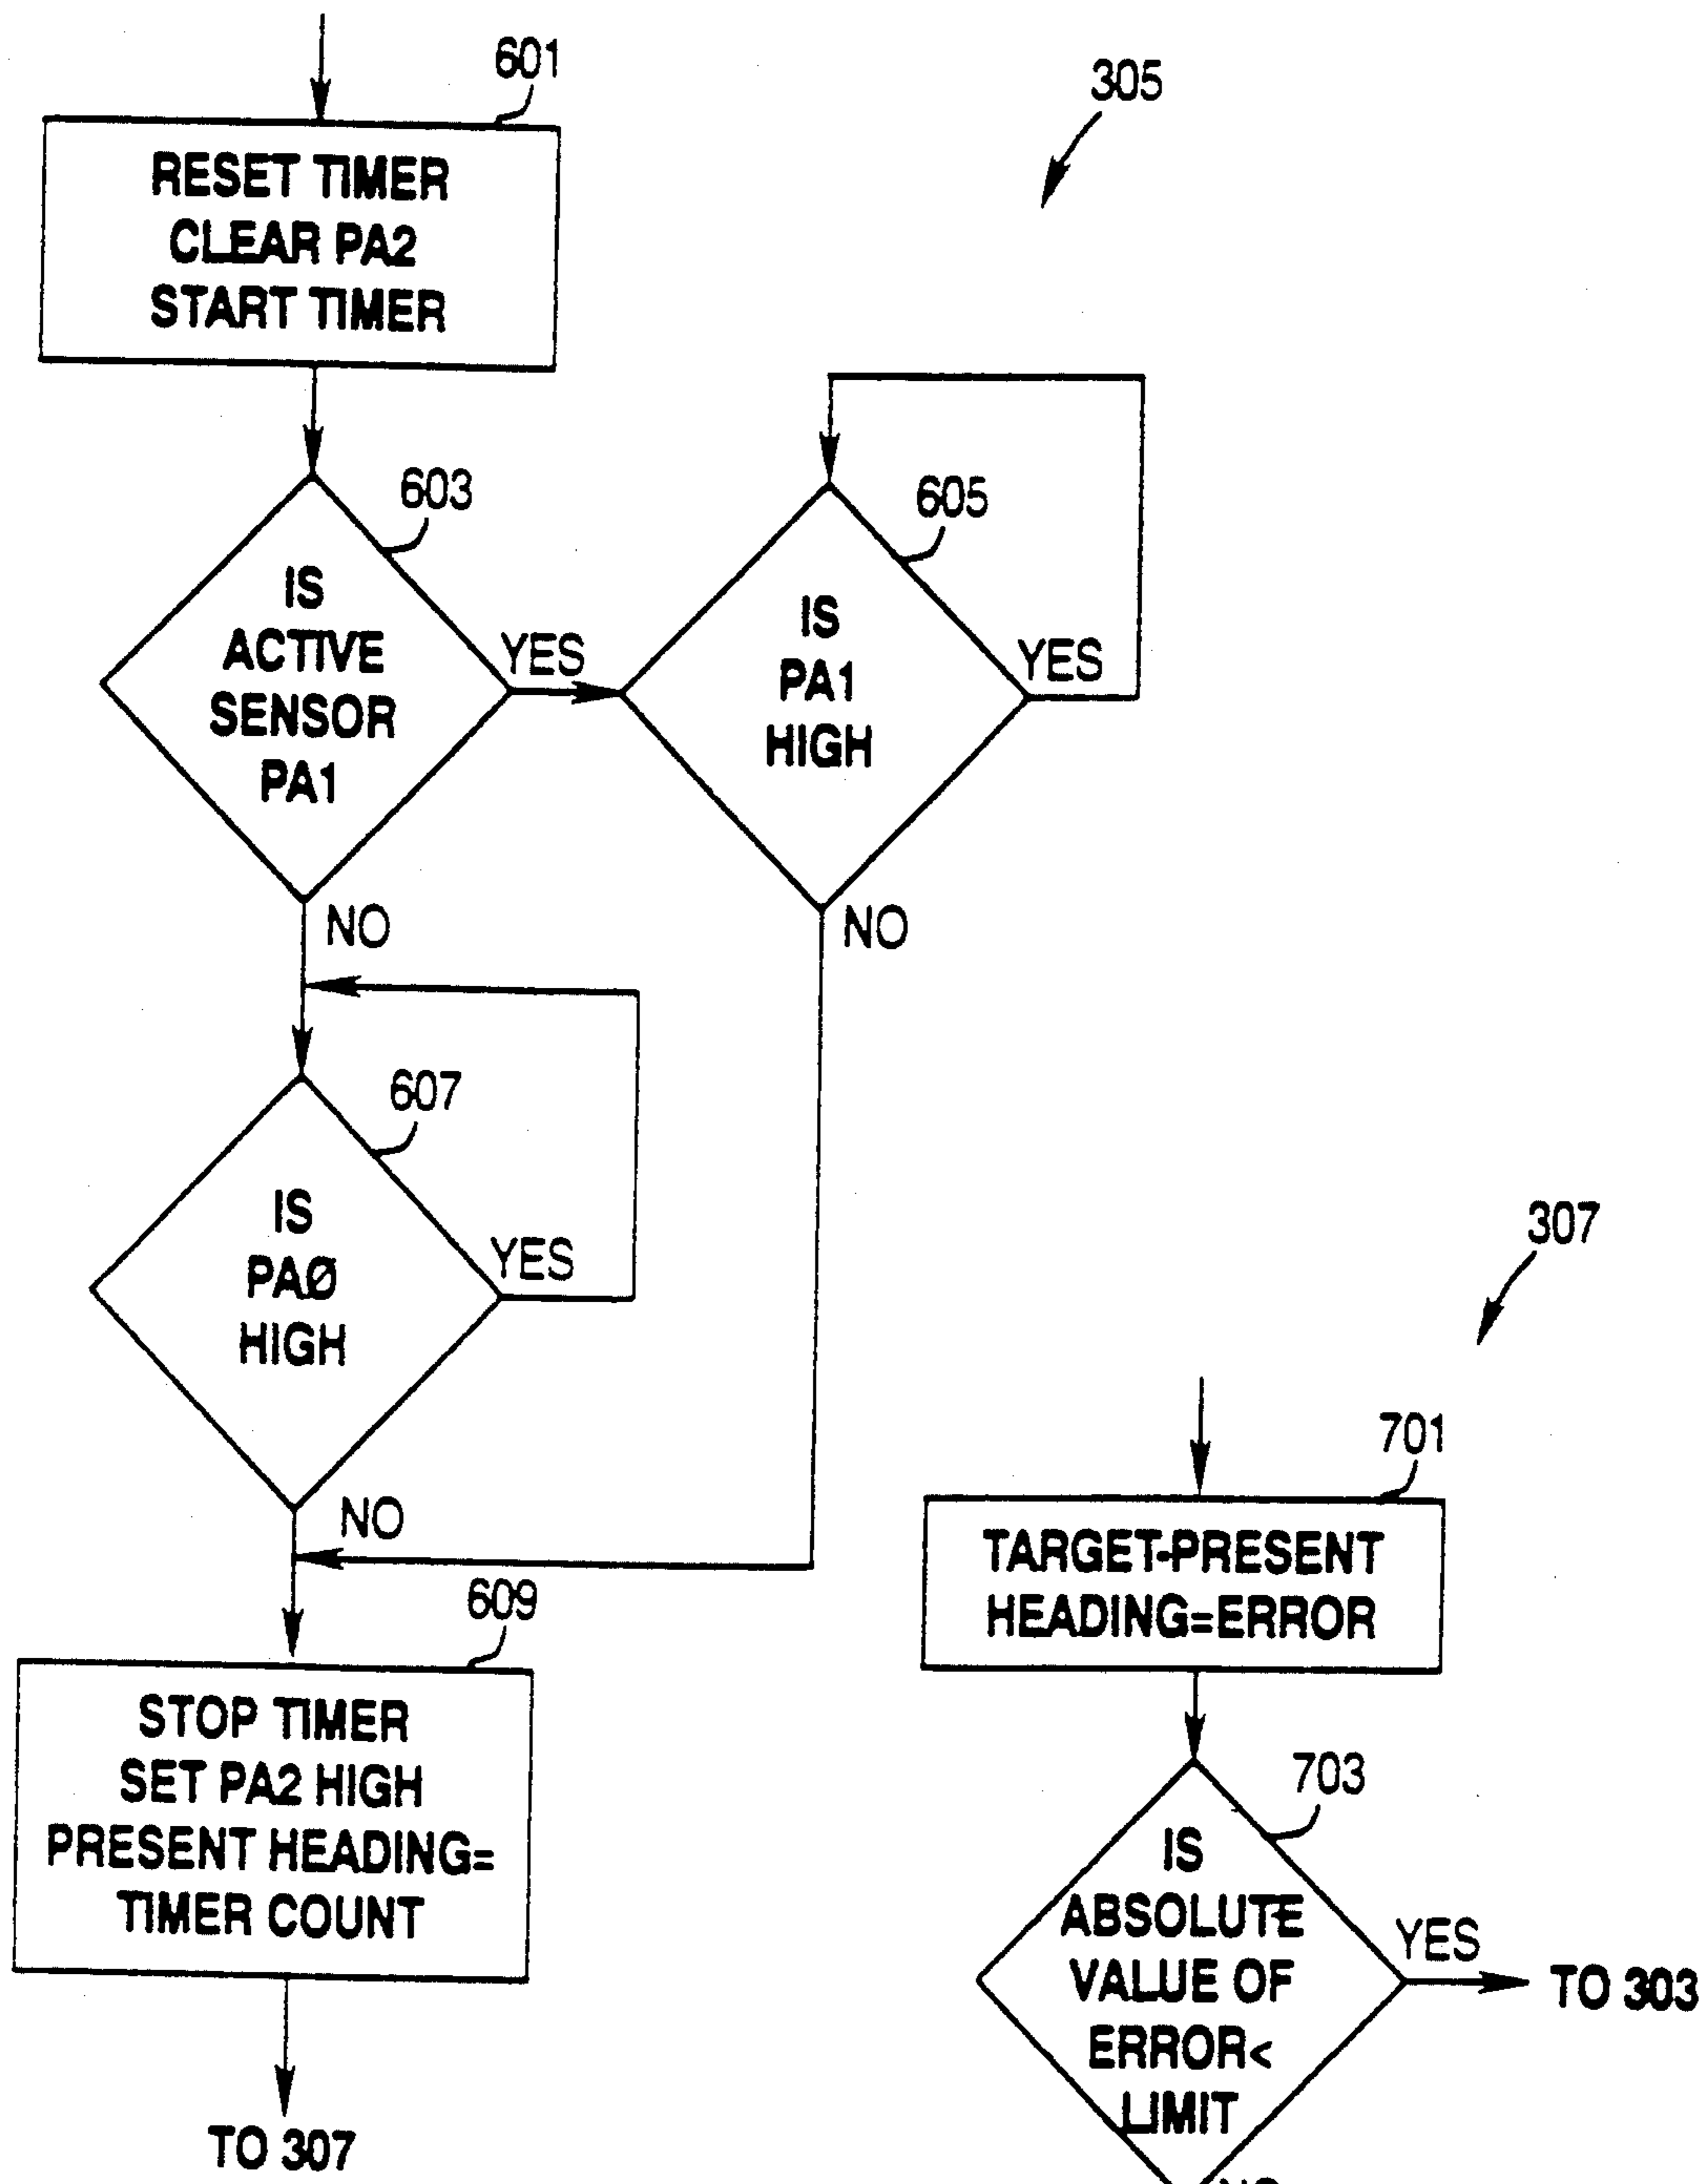 601
305
RESET TIMER
CLEAR PA2
START TIMER
603
605
IS
ACTIVE
SENSOR
PA1
YES
IS
PA1
HIGH
YES
NO
NO
607
IS
PAØ
HIGH
YES
NO
307
701
TARGET-PRESENT
HEADING=ERROR
609
STOP TIMER
SET PA2 HIGH
PRESENT HEADING=
TIMER COUNT
TO 307
703
IS
ABSOLUTE
VALUE OF
ERROR<
LIMIT
YES
TO 303